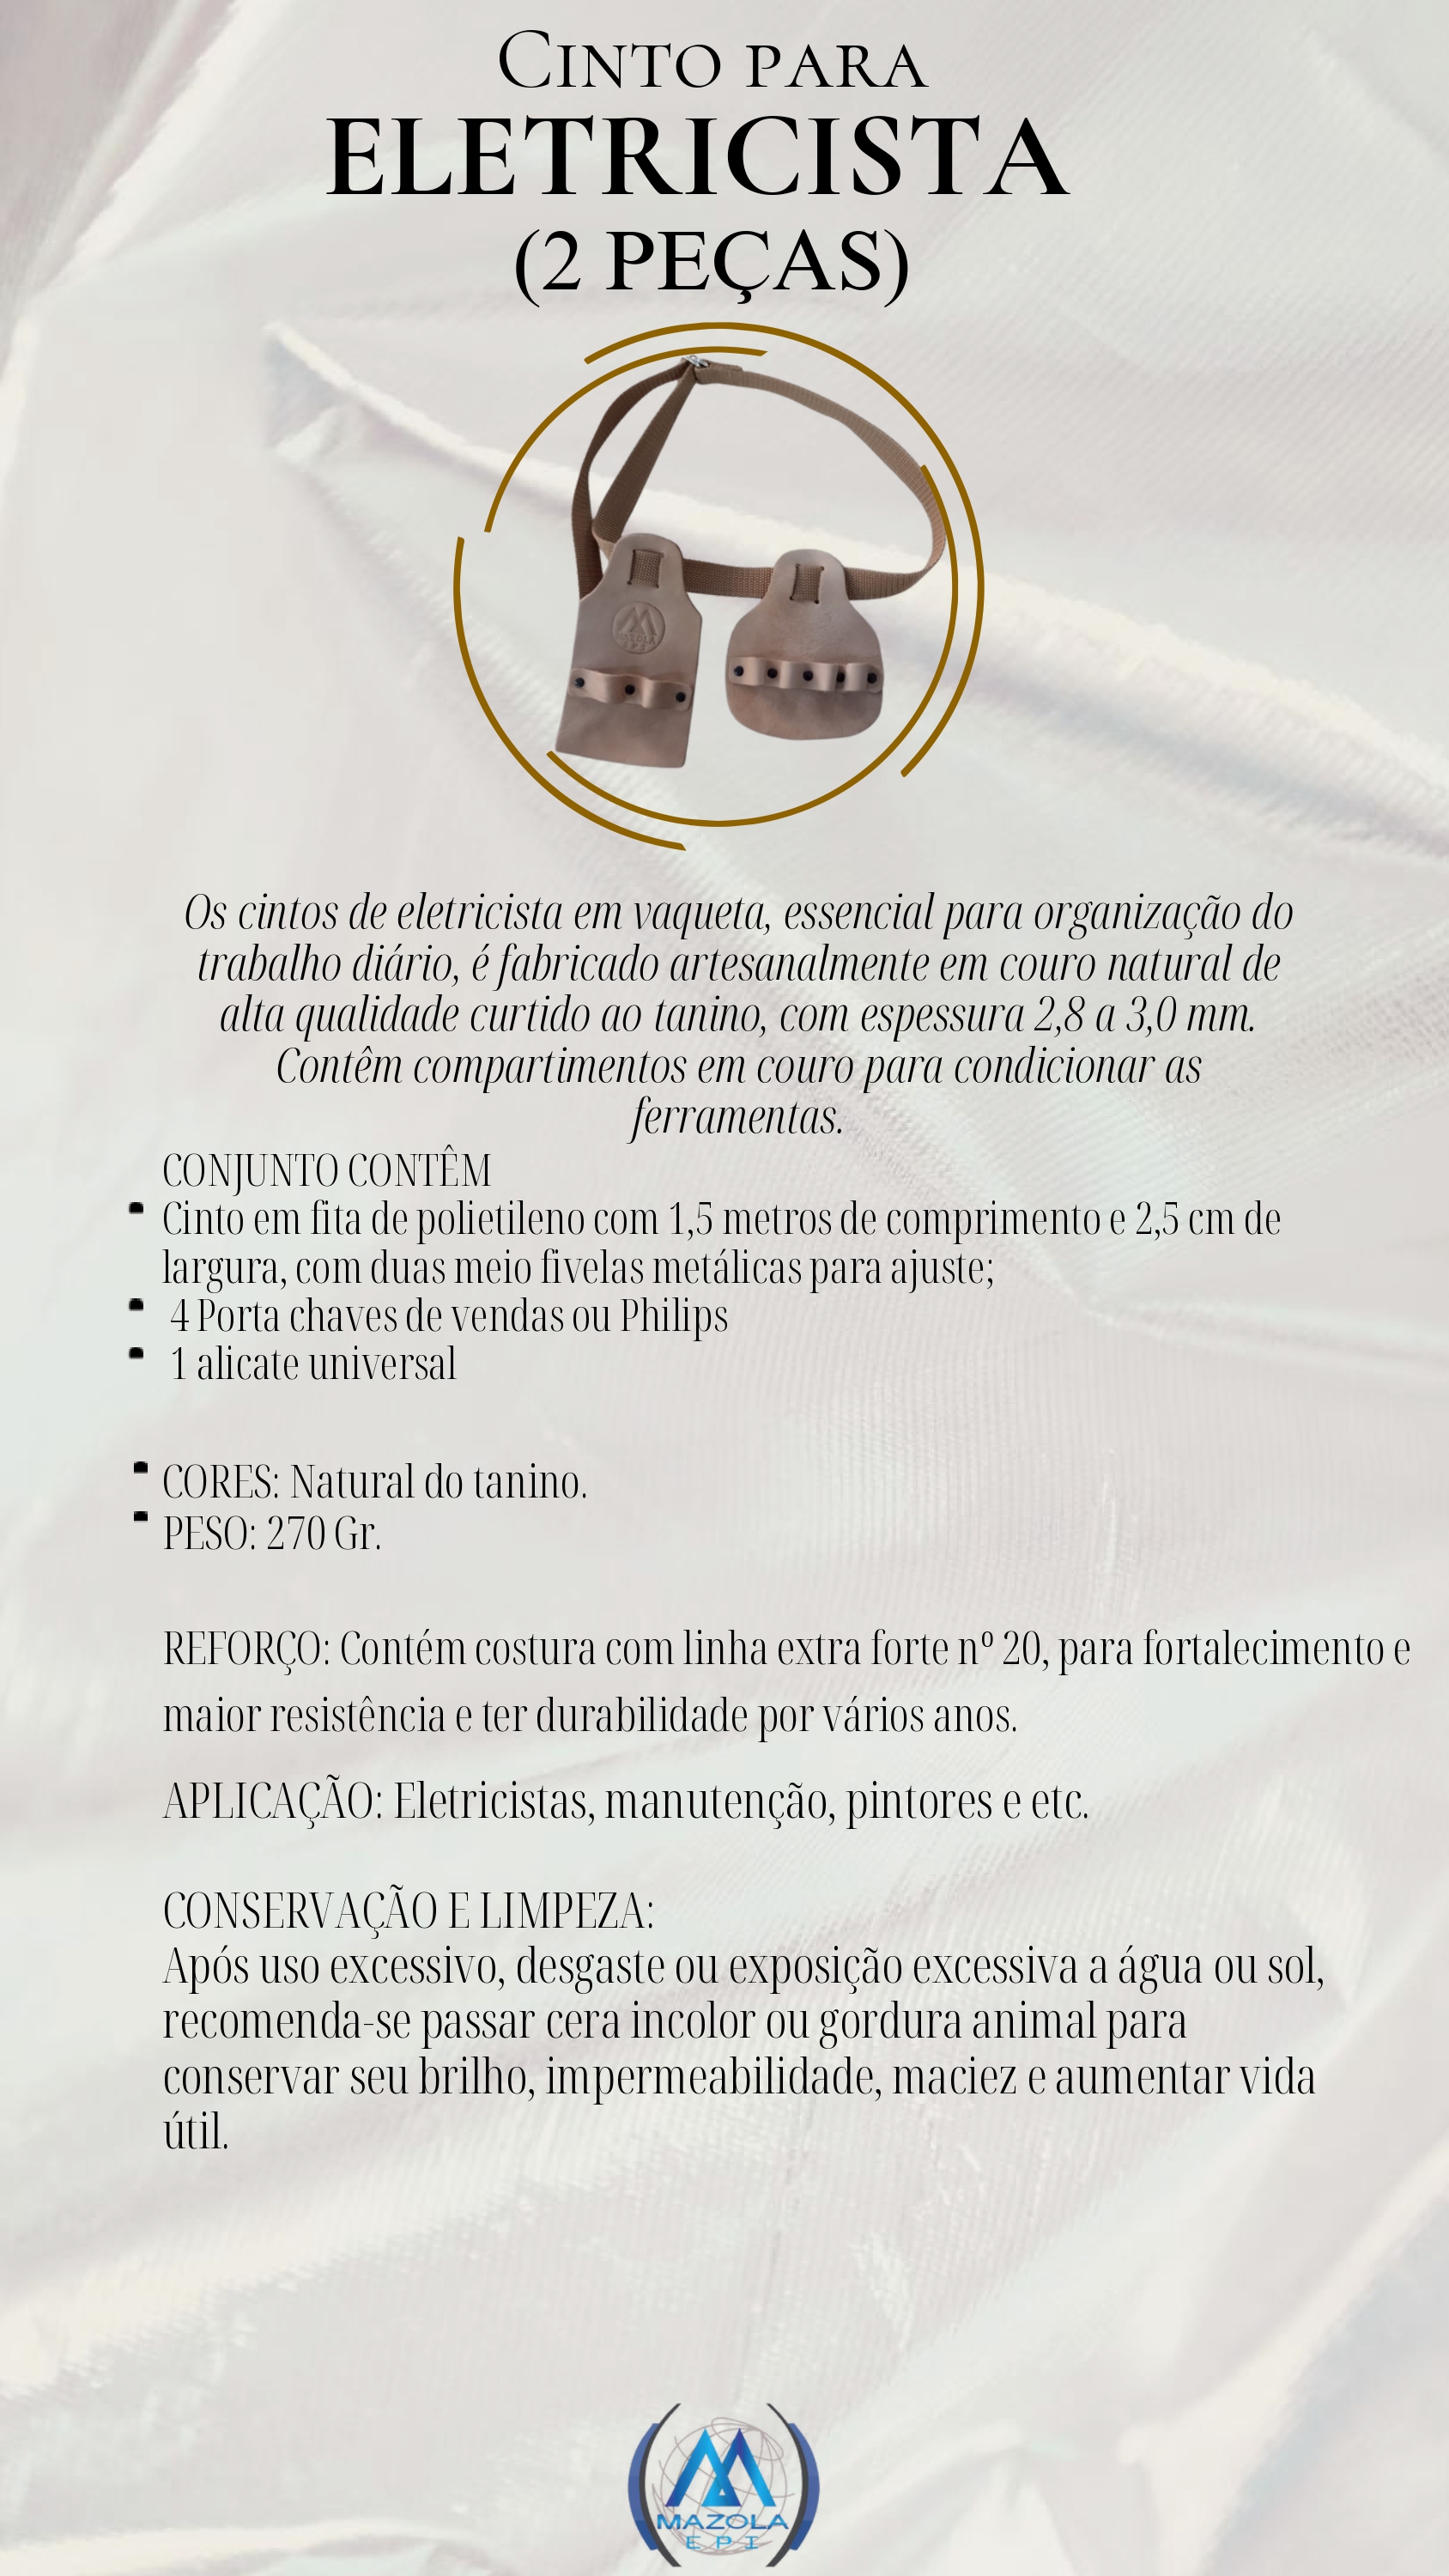 CINTO PARA
ELETRICISTA
(2 PEÇAS)
MAZOLA
EPI
Os cintos de eletricista em vaqueta, essencial para organização do
trabalho diário, é fabricado artesanalmente em couro natural de
alta qualidade curtido ao tanino, com espessura 2,8 a 3,0 mm.
Contêm compartimentos em couro para condicionar as
ferramentas.
CONJUNTO CONTÊM
Cinto em fita de polietileno com 1,5 metros de comprimento e 2,5 cm de
largura, com duas meio fivelas metálicas para ajuste;
4 Porta chaves de vendas ou Philips
1 alicate universal
CORES: Natural do tanino.
PESO: 270 Gr.
REFORÇO: Contém costura com linha extra forte nº 20, para fortalecimento e
maior resistência e ter durabilidade por vários anos.
APLICAÇÃO: Eletricistas, manutenção, pintores e etc.
CONSERVAÇÃO E LIMPEZA:
Após uso excessivo, desgaste ou exposição excessiva a água ou sol,
recomenda-se passar cera incolor ou gordura animal para
conservar seu brilho, impermeabilidade, maciez e aumentar vida
útil.
MAZOLA
EPI